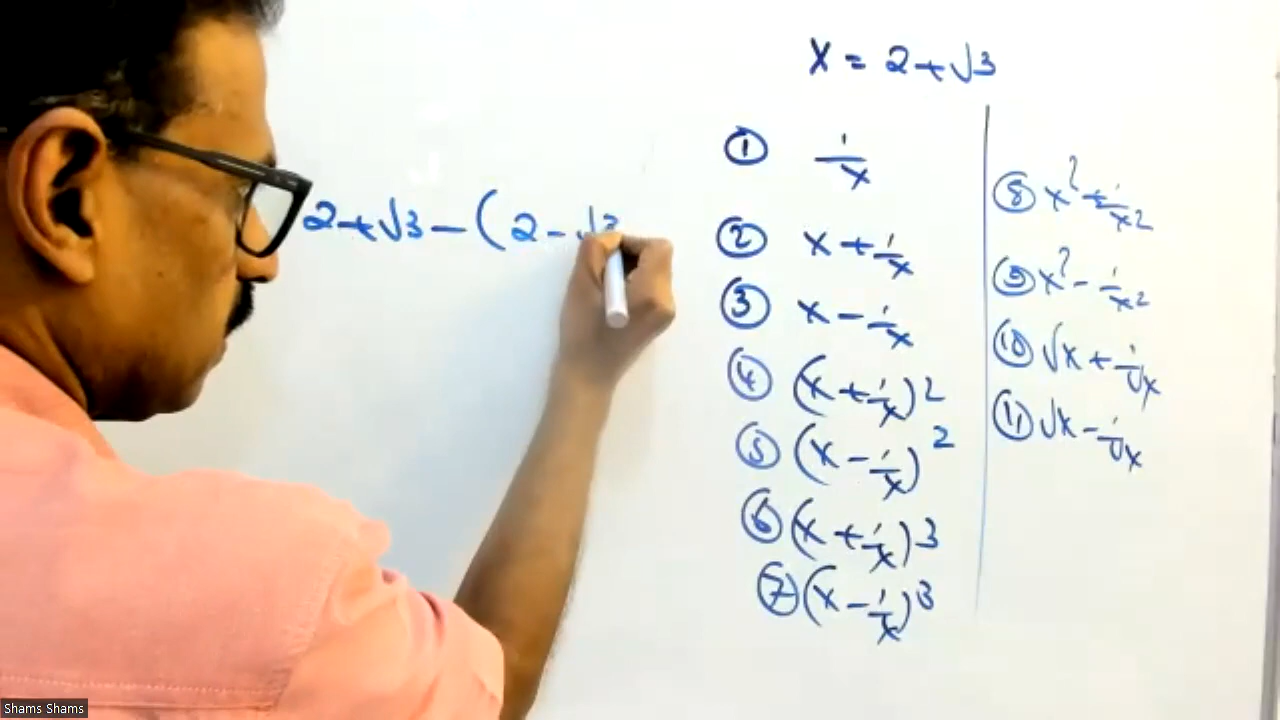 x = 2+√3
2+√3 - (2-√3
① 1/x
② x + 1/x
③ x - 1/x
④ (x + 1/x)2
⑤ (x - 1/x)2
⑥ (x + 1/x)3
⑦ (x - 1/x)3
⑧ x2 + 1/x2
⑨ x2 - 1/x2
⑩ √x + 1/√x
⑪ √x - 1/√x
Shams Shams